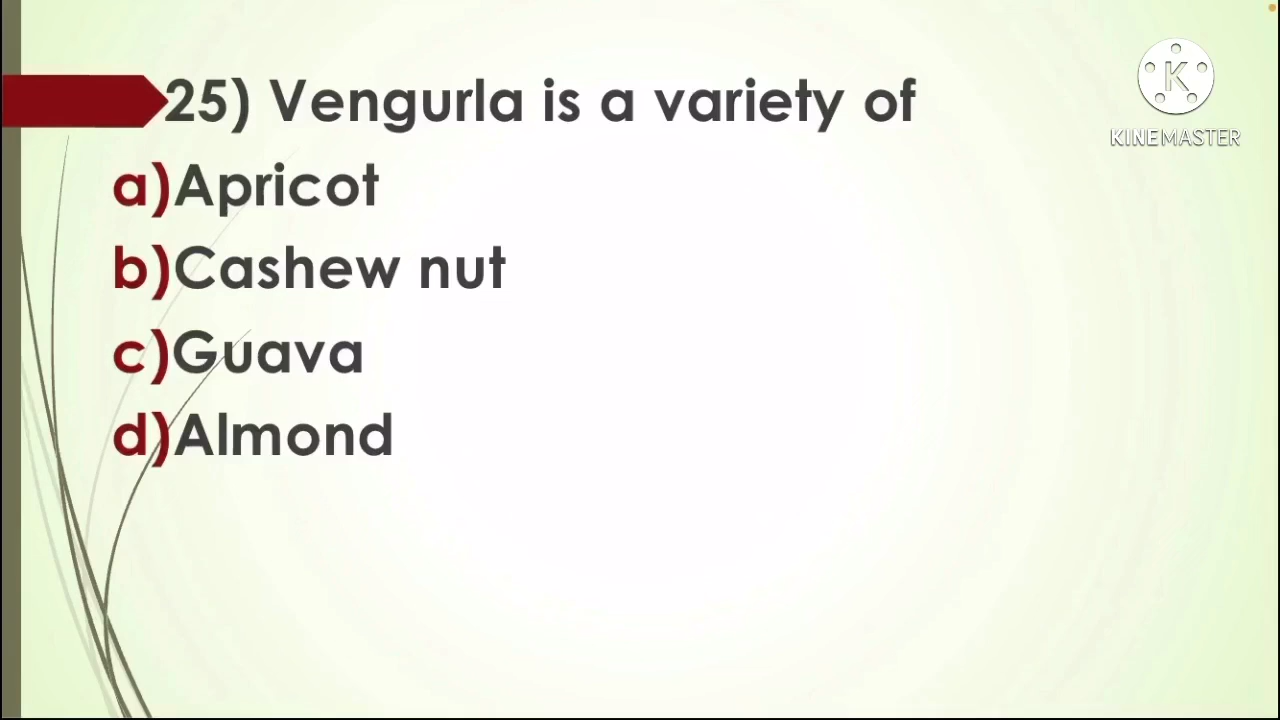 25) Vengurla is a variety of
a)Apricot
b)Cashew nut
c)Guava
d)Almond
K
KINEMASTER